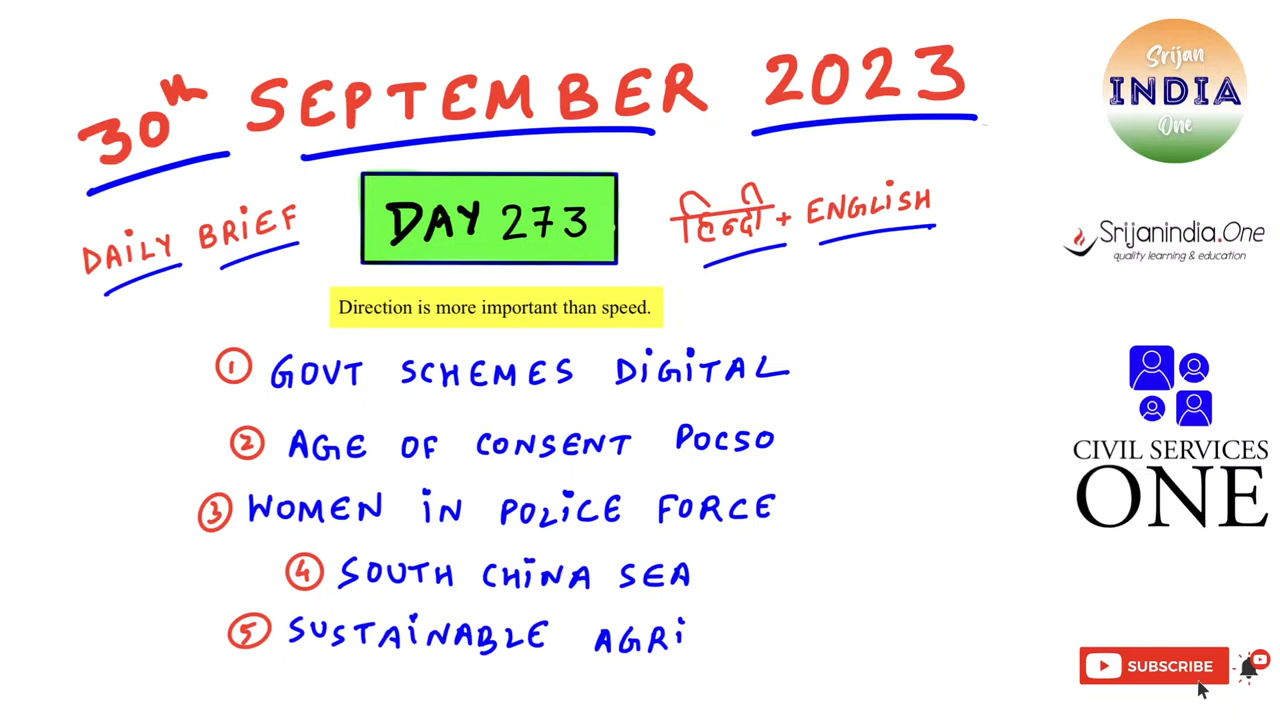 30th SEPTEMBER 2023
DAILY BRIEF
DAY 273
हिन्दी + ENGLISH
Direction is more important than speed.
1 GOVT SCHEMES DIGITAL
2 AGE OF CONSENT POCSO
3 WOMEN IN POLICE FORCE
4 SOUTH CHINA SEA
5 SUSTAINABLE AGRI
Srijan
INDIA
One
Srijanindia.One
quality learning & education
CIVIL SERVICES
ONE
SUBSCRIBE